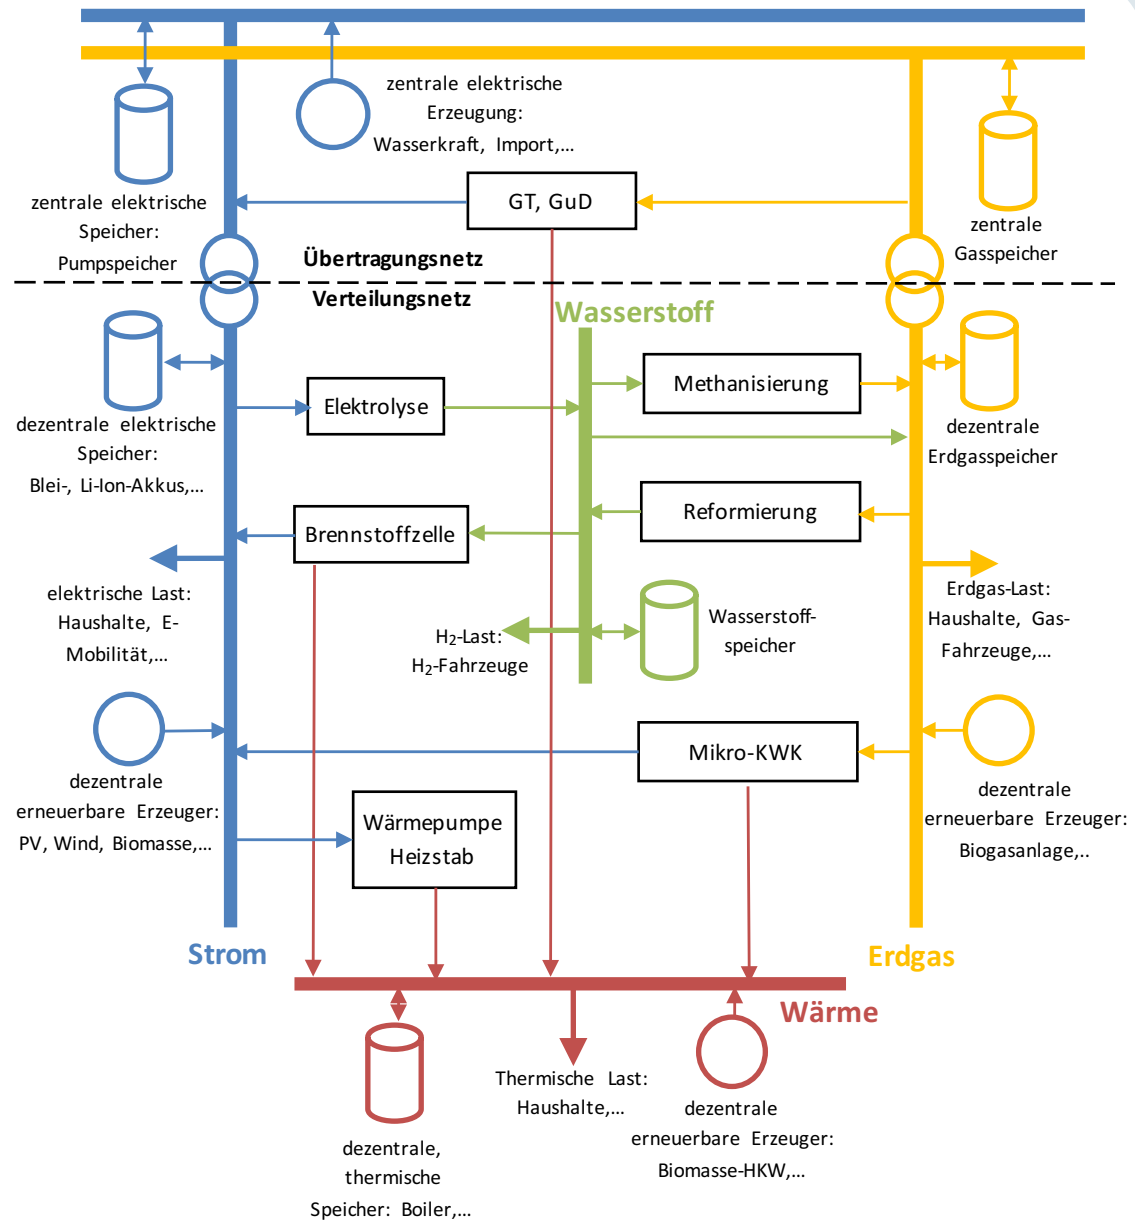 zentrale elektrische
Erzeugung:
Wasserkraft, Import,...
zentrale elektrische
Speicher:
Pumpspeicher
GT, GuD
zentrale
Gasspeicher
Übertragungsnetz
Verteilungsnetz
Wasserstoff
Methanisierung
Elektrolyse
dezentrale elektrische
Speicher:
Blei-, Li-Ion-Akkus,...
dezentrale
Erdgasspeicher
Reformierung
Brennstoffzelle
elektrische Last:
Haushalte, E-
Mobilität,...
Erdgas-Last:
Haushalte, Gas-
Fahrzeuge,...
Wasserstoff-
speicher
H₂-Last:
H₂-Fahrzeuge
Mikro-KWK
dezentrale
erneuerbare Erzeuger:
PV, Wind, Biomasse,...
dezentrale
erneuerbare Erzeuger:
Biogasanlage,..
Wärmepumpe
Heizstab
Strom
Erdgas
Wärme
Thermische Last:
Haushalte,...
dezentrale
erneuerbare Erzeuger:
Biomasse-HKW,...
dezentrale,
thermische
Speicher: Boiler,...